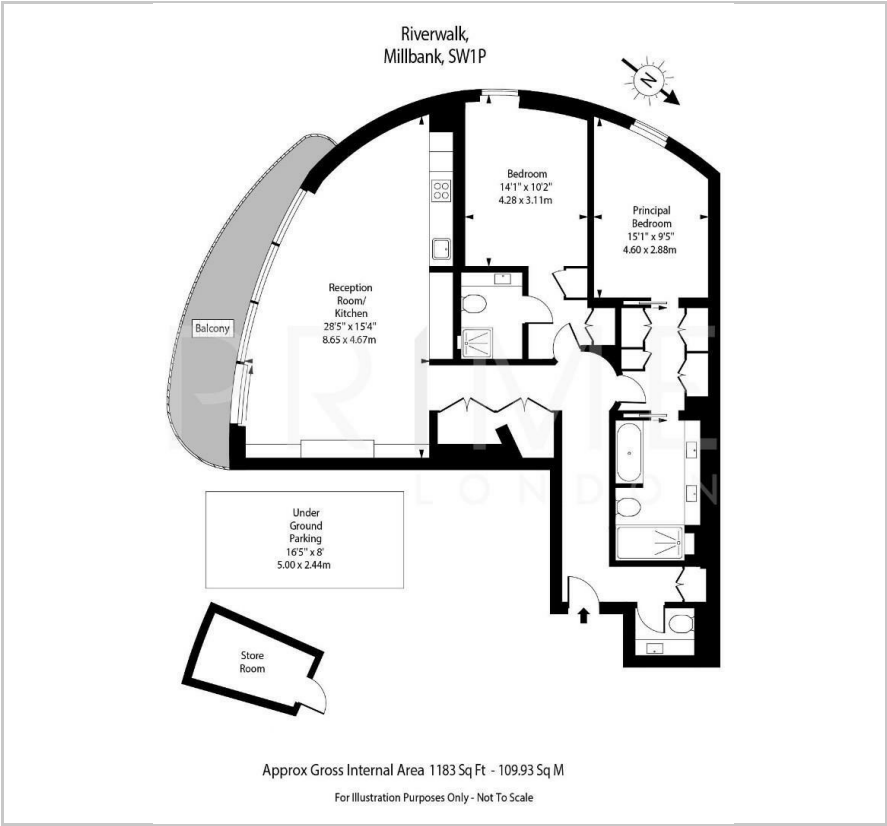 Riverwalk,
Millbank, SW1P
N
Bedroom
14'1" x 10'2"
4.28 x 3.11m
Principal
Bedroom
15'1" x 9'5"
4.60 x 2.88m
Reception
Room/
Kitchen
28'5" x 15'4"
8.65 x 4.67m
Balcony
PRIME
LONDON
Under
Ground
Parking
16'5" x 8'
5.00 x 2.44m
Store
Room
Approx Gross Internal Area 1183 Sq Ft - 109.93 Sq M
For Illustration Purposes Only - Not To Scale